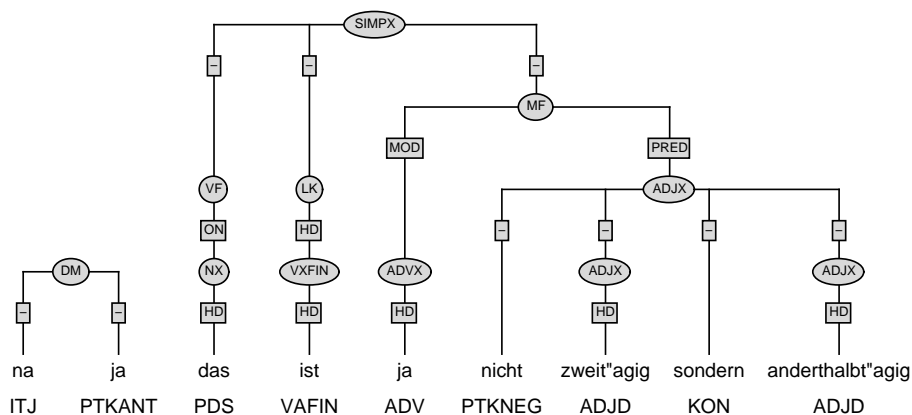 SIMPX
– – –
MF
MOD PRED
VF LK ADJX
ON HD – – – –
DM NX VXFIN ADVX ADJX ADJX
– – HD HD HD HD HD
na ja das ist ja nicht zweit"agig sondern anderthalbt"agig
ITJ PTKANT PDS VAFIN ADV PTKNEG ADJD KON ADJD